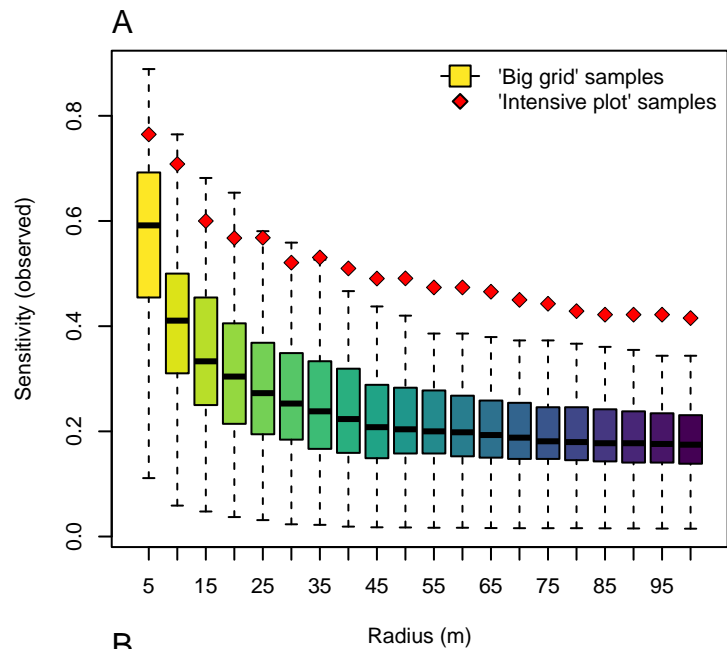 A
'Big grid' samples
'Intensive plot' samples
Sensitivity (observed)
0.8
0.6
0.4
0.2
0.0
5 15 25 35 45 55 65 75 85 95
Radius (m)
B